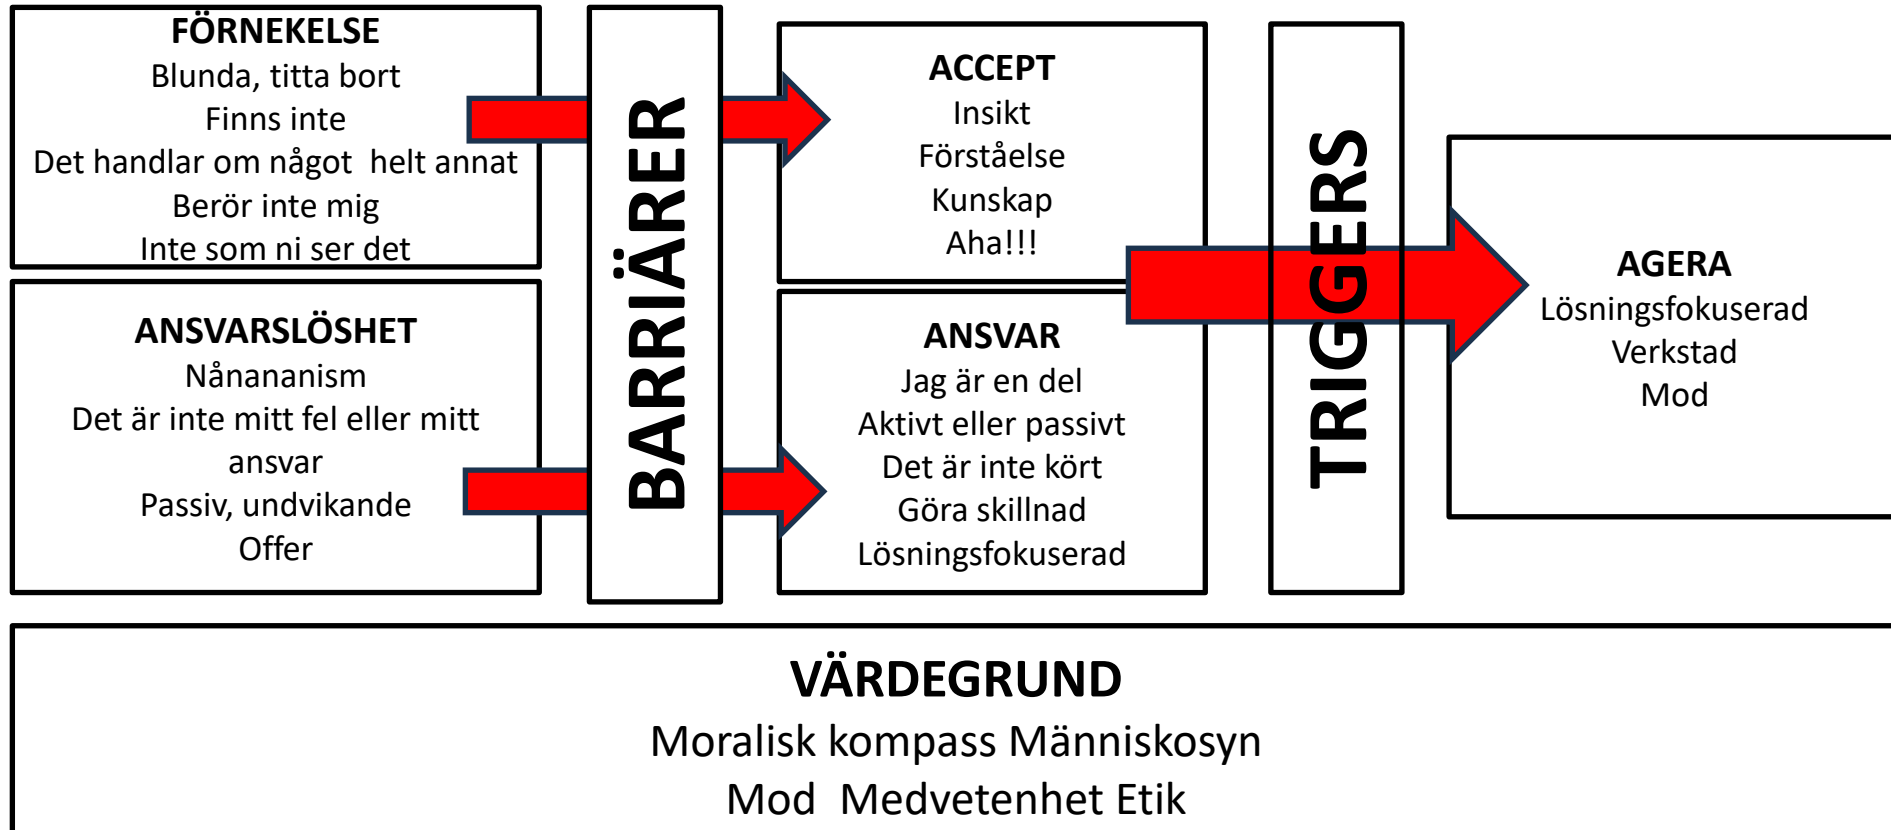 FÖRNEKELSE
Blunda, titta bort
Finns inte
Det handlar om något  helt annat
Berör inte mig
Inte som ni ser det
ANSVARSLÖSHET
Nånananism
Det är inte mitt fel eller mitt
ansvar
Passiv, undvikande
Offer
BARRIÄRER
ACCEPT
Insikt
Förståelse
Kunskap
Aha!!!
ANSVAR
Jag är en del
Aktivt eller passivt
Det är inte kört
Göra skillnad
Lösningsfokuserad
TRIGGERS
AGERA
Lösningsfokuserad
Verkstad
Mod
VÄRDEGRUND
Moralisk kompass Människosyn
Mod  Medvetenhet Etik